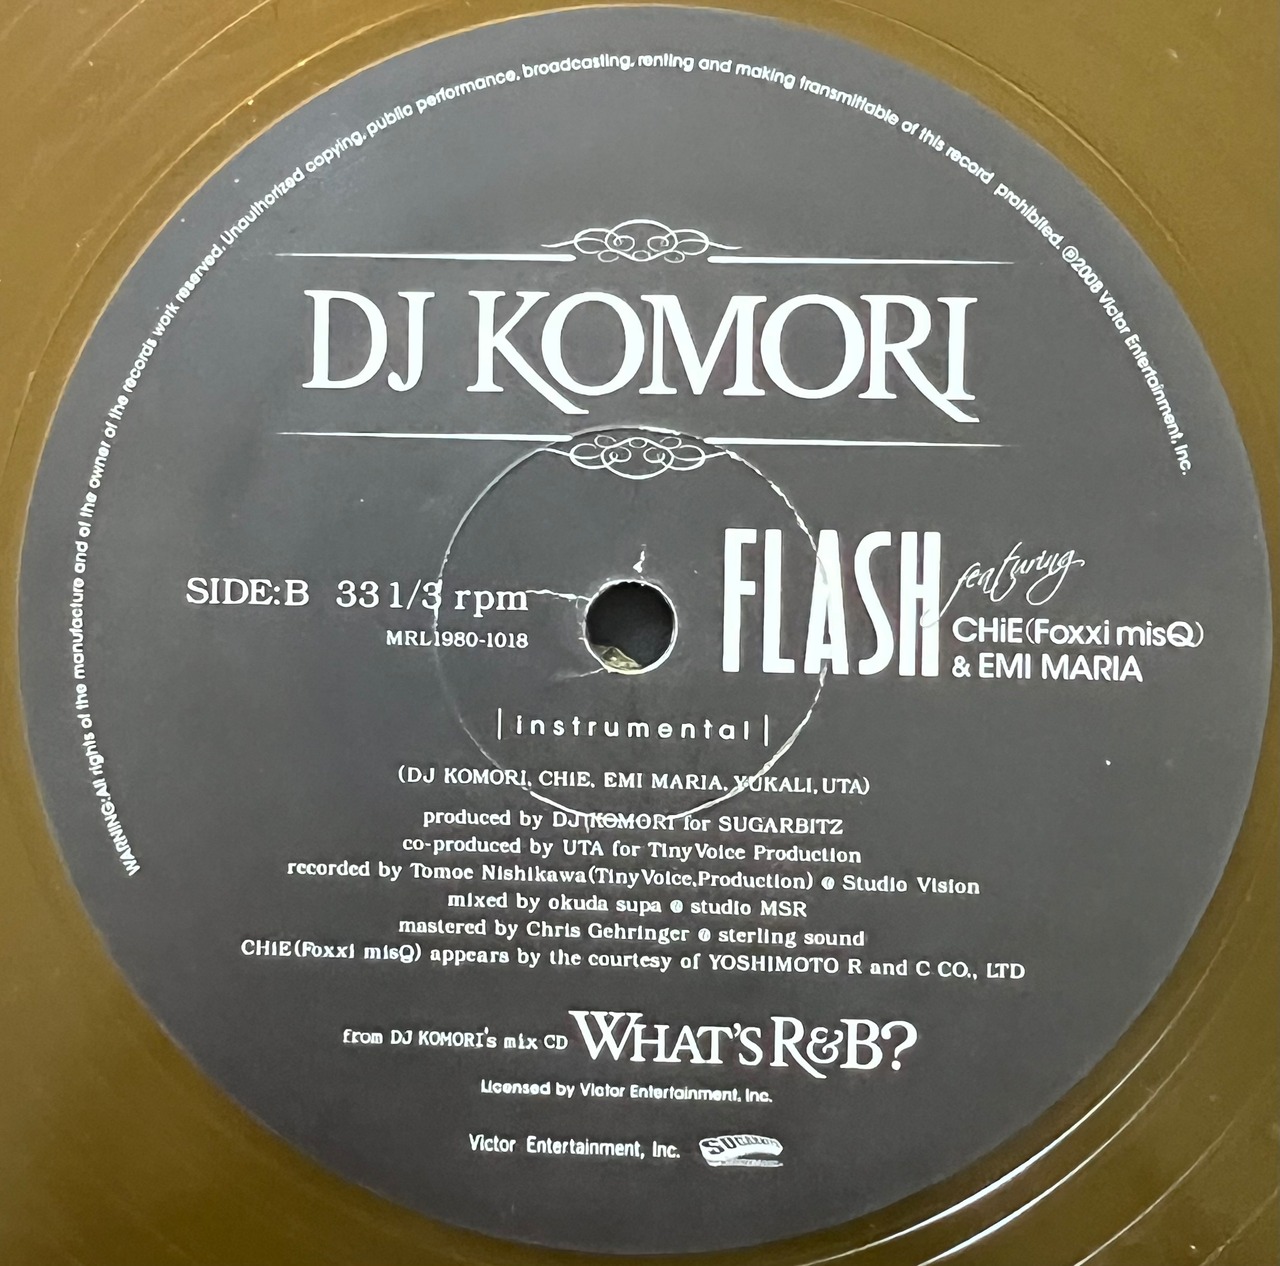 WARNING:All rights of the manufacture and of the owner of the records work reserved. Unauthorized copying, public performance, broadcasting, renting and making transmittable of this record prohibited. ℗2008 Victor Entertainment, Inc.
DJ KOMORI
SIDE:B 33 1/3 rpm
MRL1980-1018
FLASH featuring
CHiE(Foxxi misQ)
& EMI MARIA
|instrumental|
(DJ KOMORI, CHiE, EMI MARIA, YUKALI, UTA)
produced by DJ KOMORI for SUGARBITZ
co-produced by UTA for TinyVoice Production
recorded by Tomoe Nishikawa(TinyVoice,Production) @ Studio Vision
mixed by okuda supa @ studio MSR
mastered by Chris Gehringer @ sterling sound
CHiE(Foxxi misQ) appears by the courtesy of YOSHIMOTO R and C CO., LTD
from DJ KOMORI's mix CD WHAT'S R&B?
Licensed by Victor Entertainment, Inc.
Victor Entertainment, Inc.